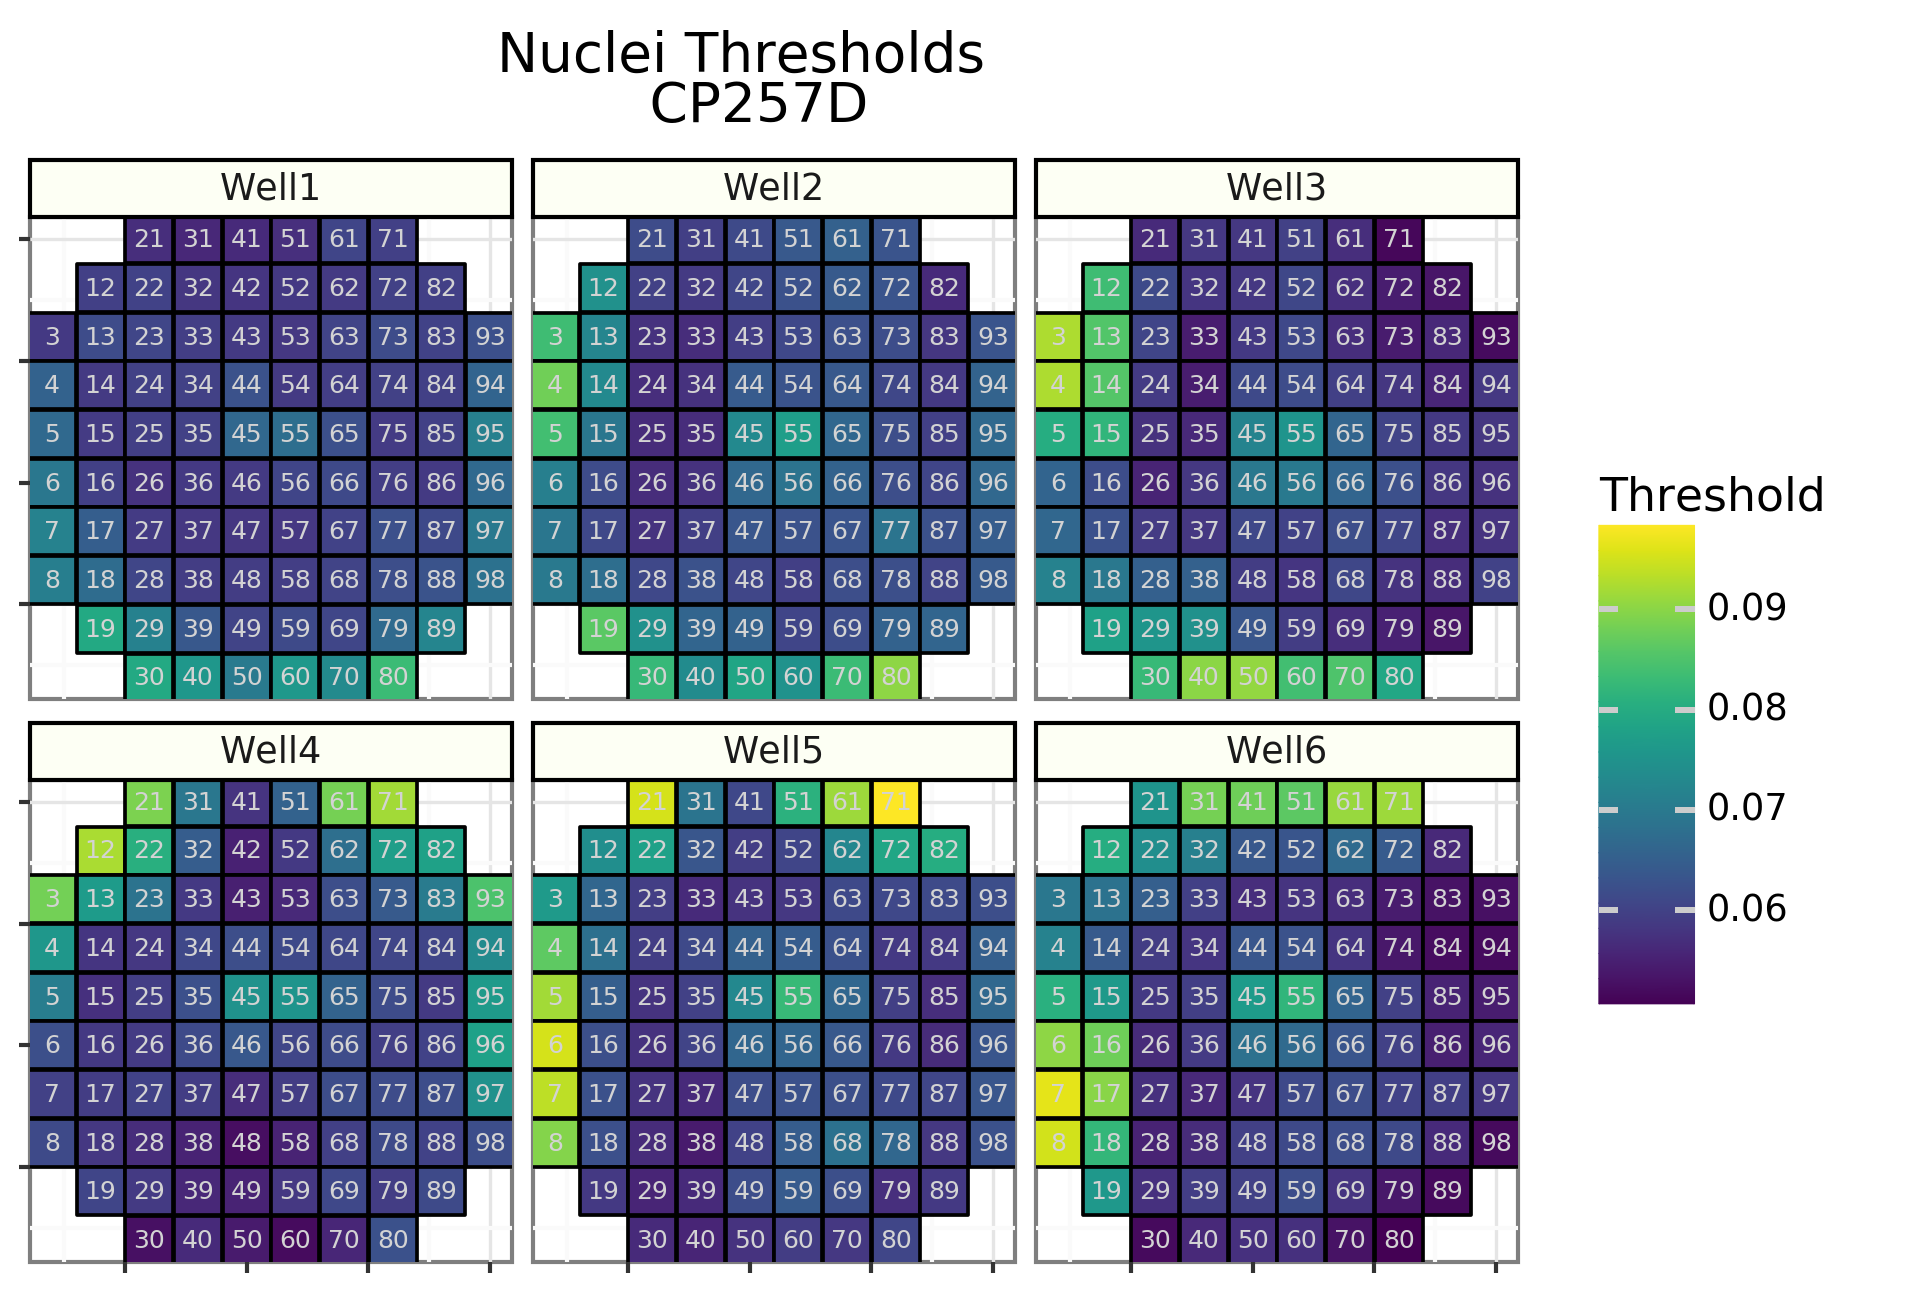 Nuclei Thresholds
CP257D
Well1 Well2 Well3
21 31 41 51 61 71 21 31 41 51 61 71 21 31 41 51 61 71
12 22 32 42 52 62 72 82 12 22 32 42 52 62 72 82 12 22 32 42 52 62 72 82
3 13 23 33 43 53 63 73 83 93 3 13 23 33 43 53 63 73 83 93 3 13 23 33 43 53 63 73 83 93
4 14 24 34 44 54 64 74 84 94 4 14 24 34 44 54 64 74 84 94 4 14 24 34 44 54 64 74 84 94
5 15 25 35 45 55 65 75 85 95 5 15 25 35 45 55 65 75 85 95 5 15 25 35 45 55 65 75 85 95
6 16 26 36 46 56 66 76 86 96 6 16 26 36 46 56 66 76 86 96 6 16 26 36 46 56 66 76 86 96
7 17 27 37 47 57 67 77 87 97 7 17 27 37 47 57 67 77 87 97 7 17 27 37 47 57 67 77 87 97
8 18 28 38 48 58 68 78 88 98 8 18 28 38 48 58 68 78 88 98 8 18 28 38 48 58 68 78 88 98
19 29 39 49 59 69 79 89 19 29 39 49 59 69 79 89 19 29 39 49 59 69 79 89
30 40 50 60 70 80 30 40 50 60 70 80 30 40 50 60 70 80
Well4 Well5 Well6
21 31 41 51 61 71 21 31 41 51 61 71 21 31 41 51 61 71
12 22 32 42 52 62 72 82 12 22 32 42 52 62 72 82 12 22 32 42 52 62 72 82
3 13 23 33 43 53 63 73 83 93 3 13 23 33 43 53 63 73 83 93 3 13 23 33 43 53 63 73 83 93
4 14 24 34 44 54 64 74 84 94 4 14 24 34 44 54 64 74 84 94 4 14 24 34 44 54 64 74 84 94
5 15 25 35 45 55 65 75 85 95 5 15 25 35 45 55 65 75 85 95 5 15 25 35 45 55 65 75 85 95
6 16 26 36 46 56 66 76 86 96 6 16 26 36 46 56 66 76 86 96 6 16 26 36 46 56 66 76 86 96
7 17 27 37 47 57 67 77 87 97 7 17 27 37 47 57 67 77 87 97 7 17 27 37 47 57 67 77 87 97
8 18 28 38 48 58 68 78 88 98 8 18 28 38 48 58 68 78 88 98 8 18 28 38 48 58 68 78 88 98
19 29 39 49 59 69 79 89 19 29 39 49 59 69 79 89 19 29 39 49 59 69 79 89
30 40 50 60 70 80 30 40 50 60 70 80 30 40 50 60 70 80
Threshold
0.09
0.08
0.07
0.06